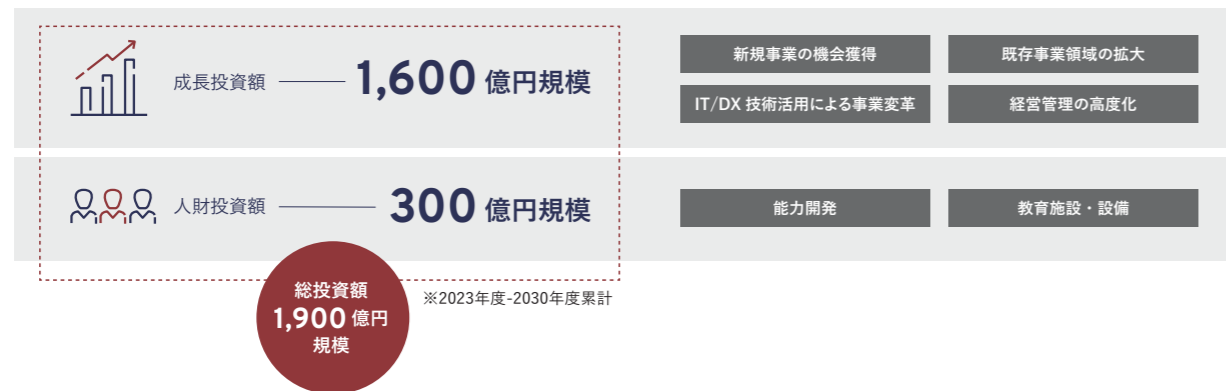 成長投資額
1,600 億円規模
新規事業の機会獲得
既存事業領域の拡大
IT/DX 技術活用による事業変革
経営管理の高度化
人財投資額
300 億円規模
能力開発
教育施設・設備
総投資額
1,900 億円
規模
※2023年度-2030年度累計